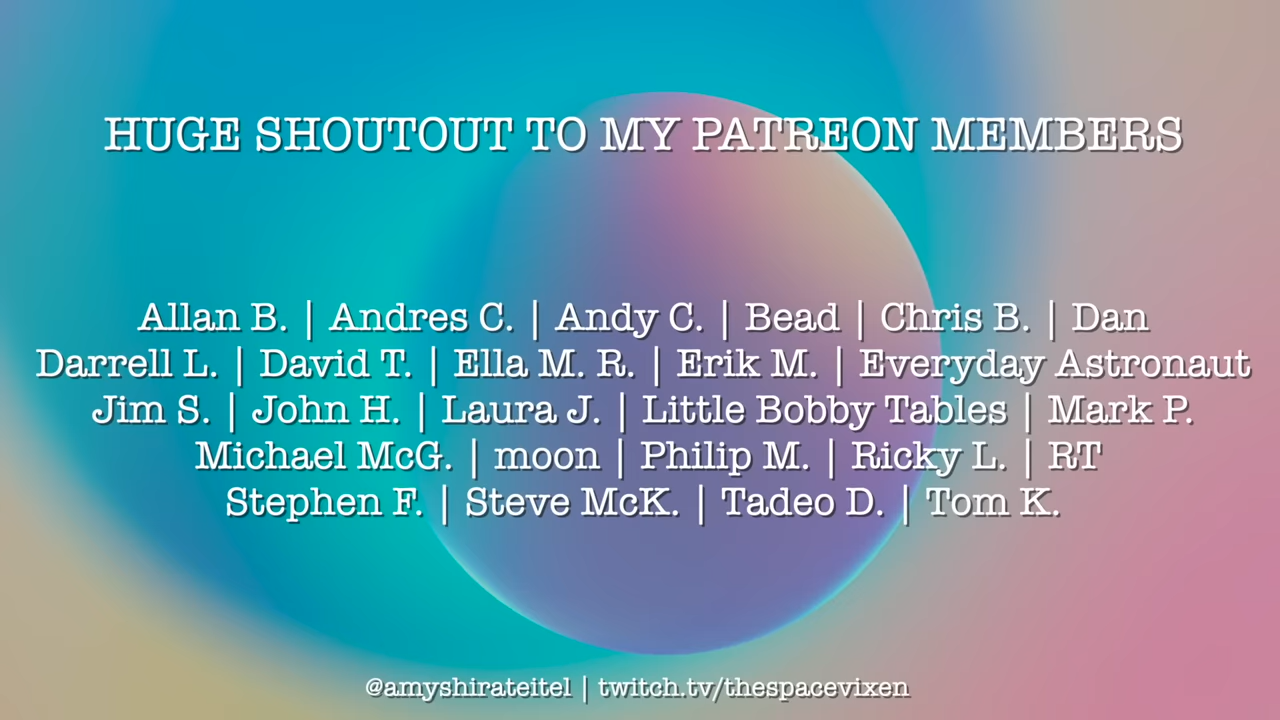 HUGE SHOUTOUT TO MY PATREON MEMBERS
Allan B. | Andres C. | Andy C. | Bead | Chris B. | Dan
Darrell L. | David T. | Ella M. R. | Erik M. | Everyday Astronaut
Jim S. | John H. | Laura J. | Little Bobby Tables | Mark P.
Michael McG. | moon | Philip M. | Ricky L. | RT
Stephen F. | Steve McK. | Tadeo D. | Tom K.
@amyshirateitel | twitch.tv/thespacevixen